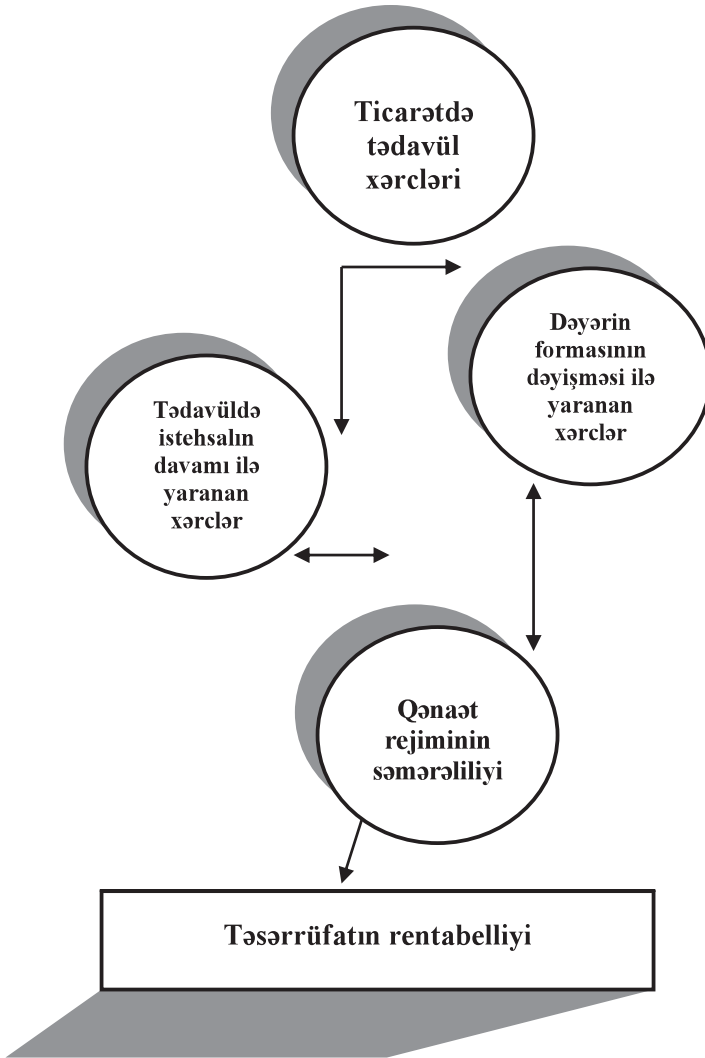 Ticarətdə
tədavül
xərcləri
Dəyərin
formasının
dəyişməsi ilə
yaranan
xərclər
Tədavüldə
istehsalın
davamı ilə
yaranan
xərclər
Qənaət
rejiminin
səmərəliliyi
Təsərrüfatın rentabelliyi